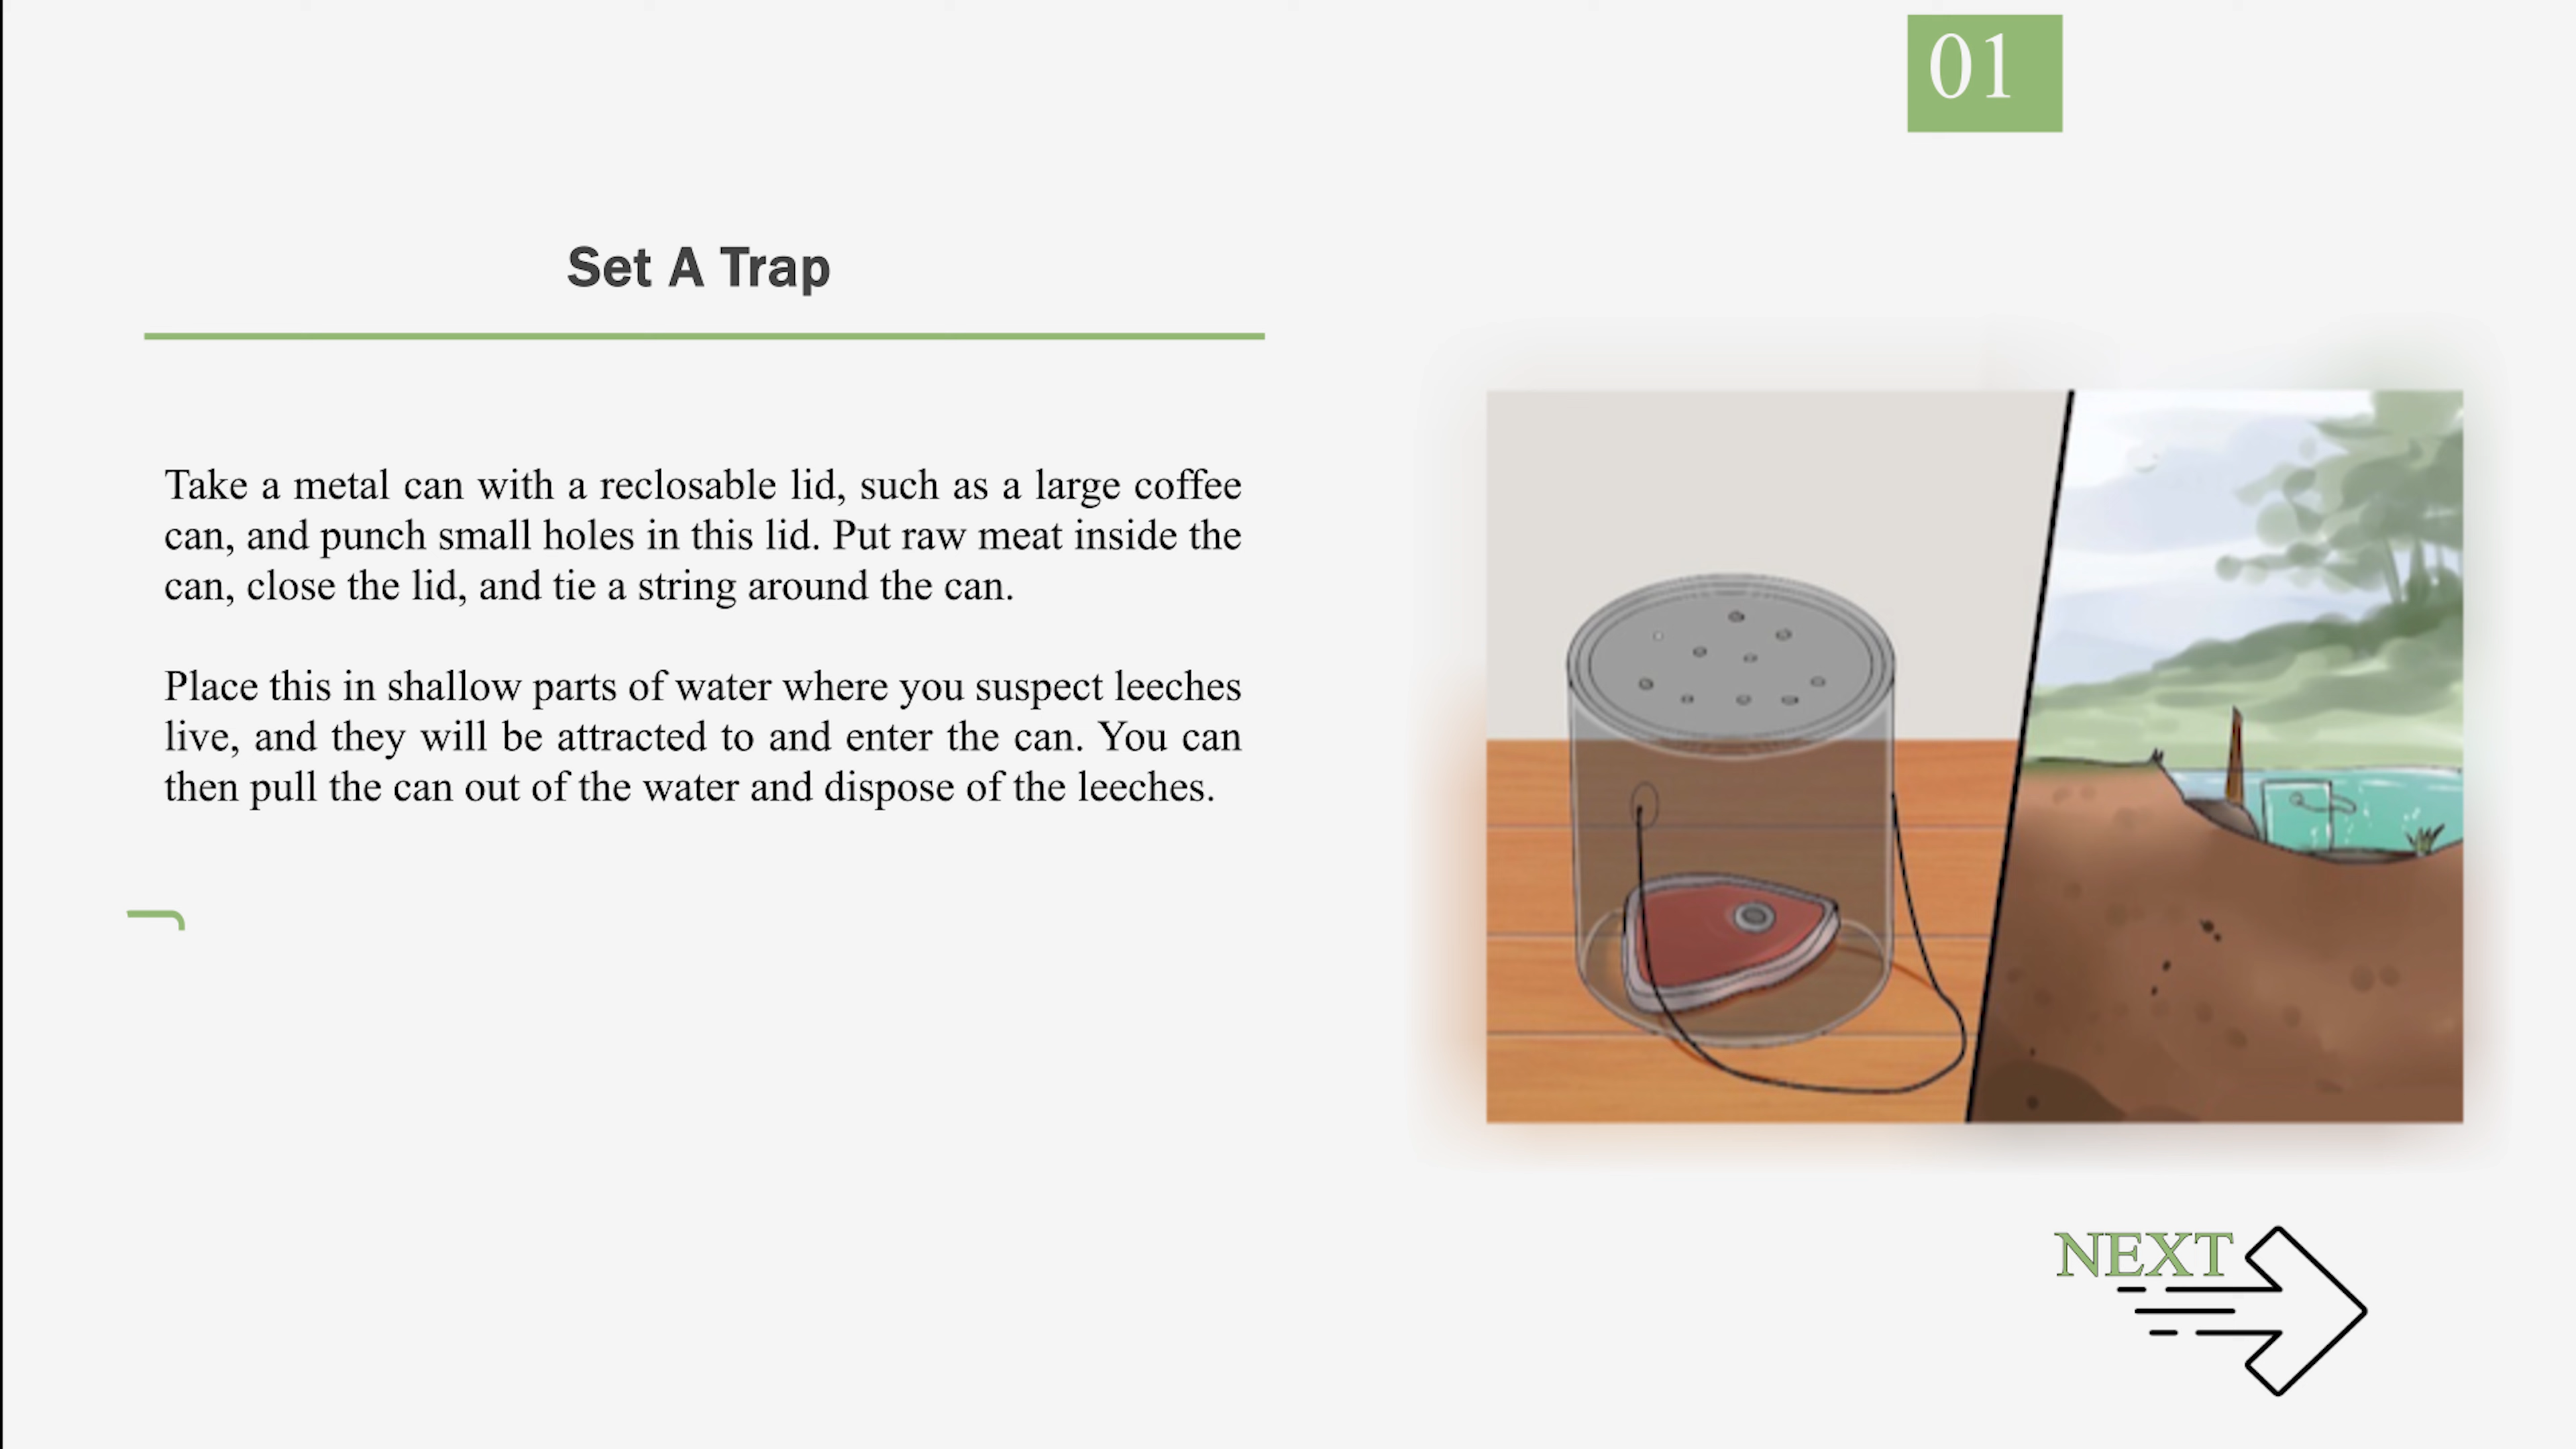 01
Set A Trap
Take a metal can with a reclosable lid, such as a large coffee
can, and punch small holes in this lid. Put raw meat inside the
can, close the lid, and tie a string around the can.
Place this in shallow parts of water where you suspect leeches
live, and they will be attracted to and enter the can. You can
then pull the can out of the water and dispose of the leeches.
NEXT